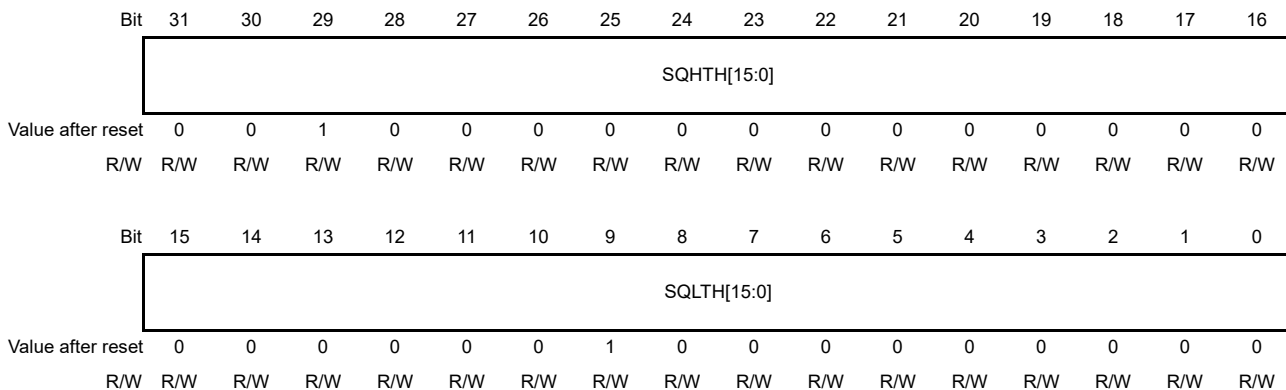 Bit 31 30 29 28 27 26 25 24 23 22 21 20 19 18 17 16
SQHTH[15:0]
Value after reset 0 0 1 0 0 0 0 0 0 0 0 0 0 0 0 0
R/W R/W R/W R/W R/W R/W R/W R/W R/W R/W R/W R/W R/W R/W R/W R/W R/W
Bit 15 14 13 12 11 10 9 8 7 6 5 4 3 2 1 0
SQLTH[15:0]
Value after reset 0 0 0 0 0 0 1 0 0 0 0 0 0 0 0 0
R/W R/W R/W R/W R/W R/W R/W R/W R/W R/W R/W R/W R/W R/W R/W R/W R/W